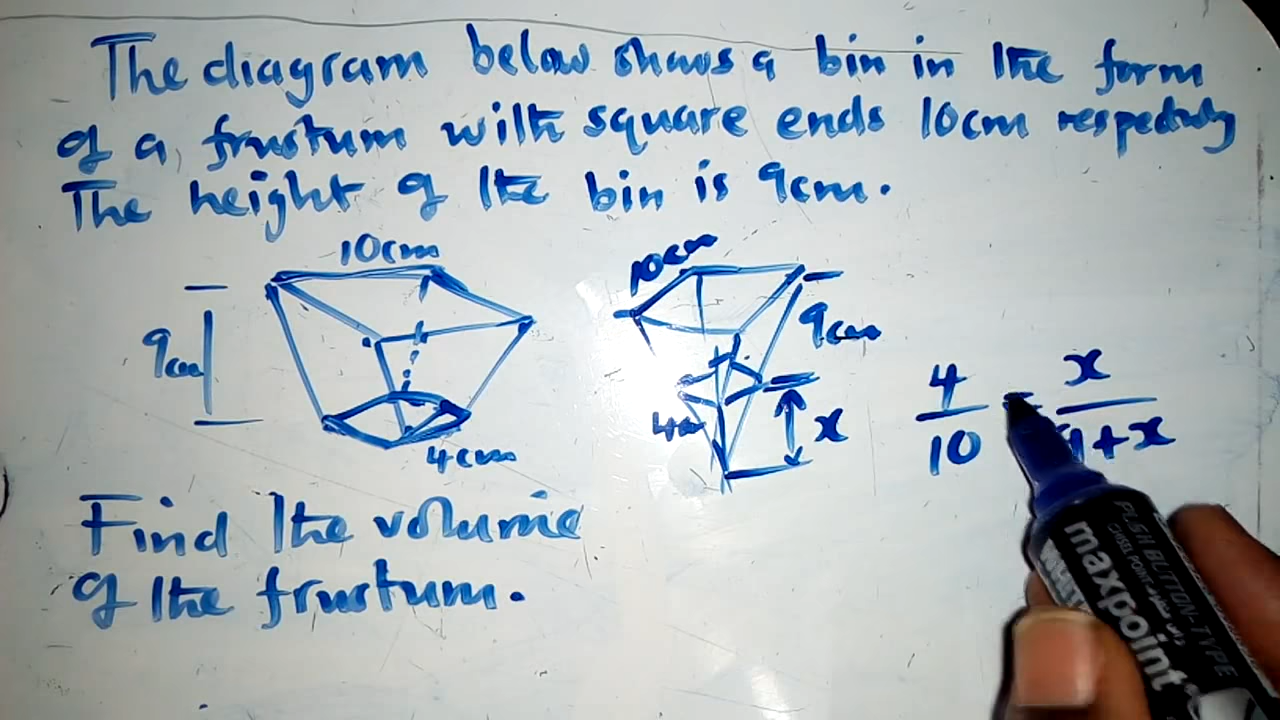 The diagram below shows a bin in the form
of a frustum with square ends 10cm respectively
The height of the bin is 9cm.
10cm
9cm
4cm
10cm
9cm
x
4/10 = x/9+x
Find the volume
of the frustum.
PUSH BUTTON-TYPE
maxpoint